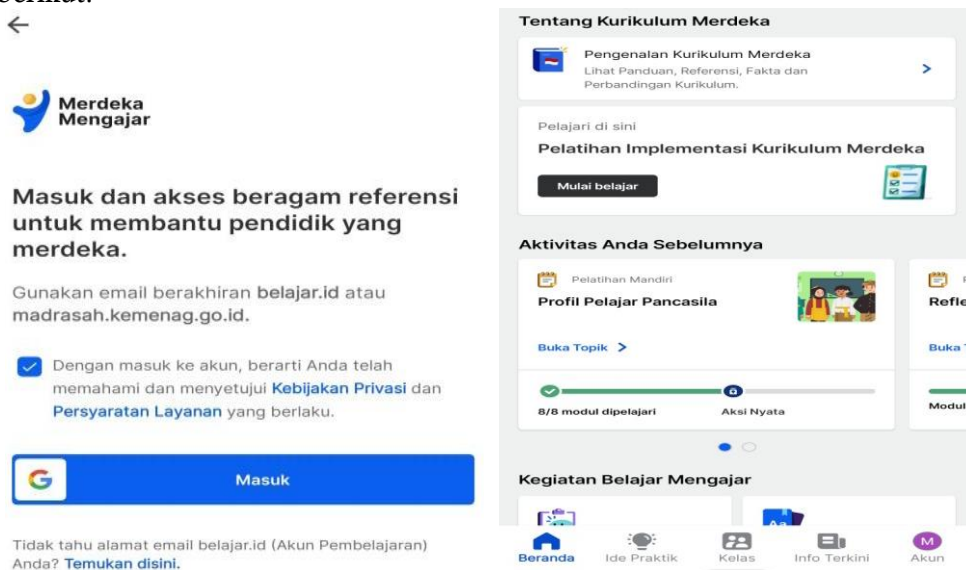 berikut:
Merdeka
Mengajar
Masuk dan akses beragam referensi
untuk membantu pendidik yang
merdeka.
Gunakan email berakhiran belajar.id atau
madrasah.kemenag.go.id.
Dengan masuk ke akun, berarti Anda telah
memahami dan menyetujui Kebijakan Privasi dan
Persyaratan Layanan yang berlaku.
G
Masuk
Tidak tahu alamat email belajar.id (Akun Pembelajaran)
Anda? Temukan disini.
Tentang Kurikulum Merdeka
Pengenalan Kurikulum Merdeka
Lihat Panduan, Referensi, Fakta dan
Perbandingan Kurikulum.
Pelajari di sini
Pelatihan Implementasi Kurikulum Merdeka
Mulai belajar
Aktivitas Anda Sebelumnya
Pelatihan Mandiri
Profil Pelajar Pancasila
Buka Topik
8/8 modul dipelajari
Aksi Nyata
Refle
Buka
Modul
Kegiatan Belajar Mengajar
Aa
Beranda
Ide Praktik
Kelas
Info Terkini
M
Akun